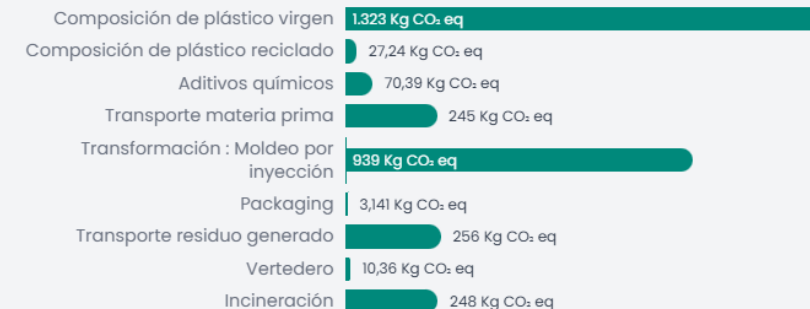 Composición de plástico virgen 1.323 Kg CO₂ eq
Composición de plástico reciclado 27,24 Kg CO₂ eq
Aditivos químicos 70,39 Kg CO₂ eq
Transporte materia prima 245 Kg CO₂ eq
Transformación : Moldeo por
inyección 939 Kg CO₂ eq
Packaging 3,141 Kg CO₂ eq
Transporte residuo generado 256 Kg CO₂ eq
Vertedero 10,36 Kg CO₂ eq
Incineración 248 Kg CO₂ eq